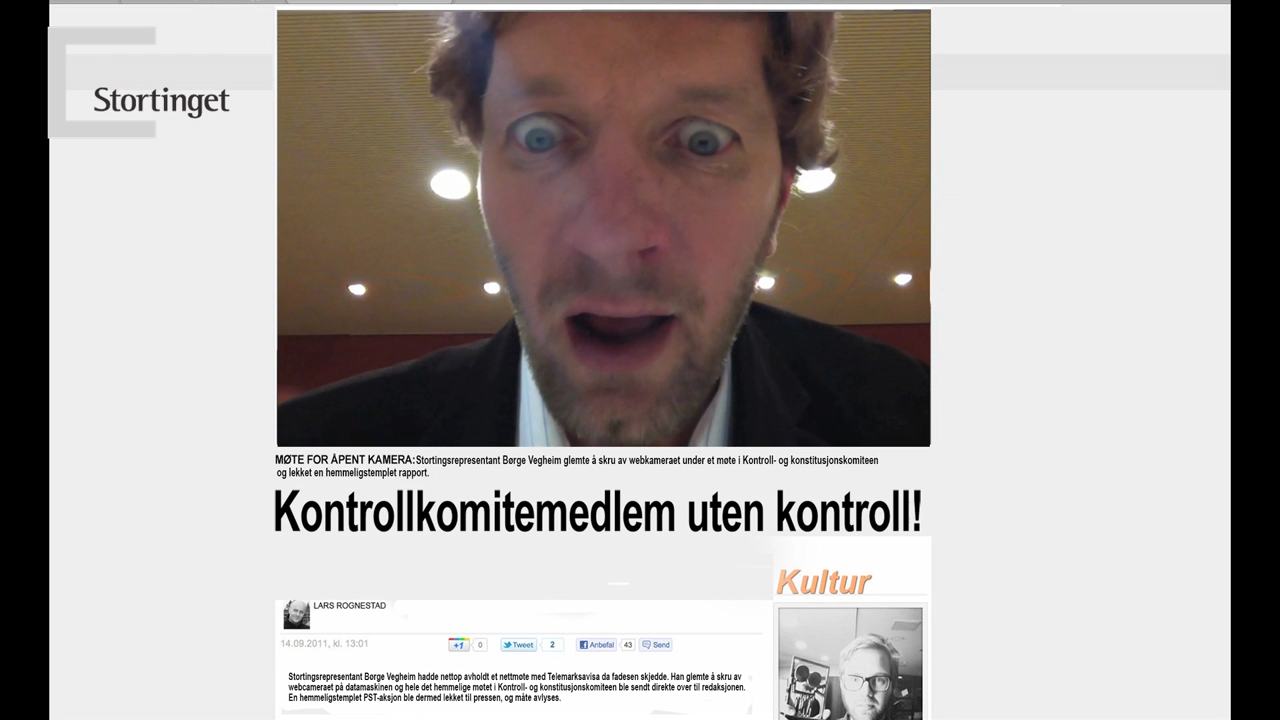 Stortinget
MØTE FOR ÅPENT KAMERA:Stortingsrepresentant Børge Vegheim glemte å skru av webkameraet under et møte i Kontroll- og konstitusjonskomiteen
og lekket en hemmeligstemplet rapport.
Kontrollkomitemedlem uten kontroll!
Kultur
LARS ROGNESTAD
14.09.2011, kl. 13:01
+1 0 Tweet 2 Anbefal 43 Send
Stortingsrepresentant Børge Vegheim hadde nettop avholdt et nettmøte med Telemarksavisa da fadesen skjedde. Han glemte å skru av
webcameraet på datamaskinen og hele det hemmelige møtet i Kontroll- og konstitusjonskomiteen ble sendt direkte over til redaksjonen.
En hemmeligstemplet PST-aksjon ble dermed lekket til pressen, og måte avlyses.